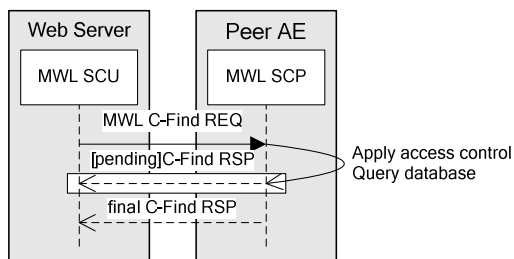 Web Server
Peer AE
MWL SCU
MWL SCP
MWL C-Find REQ
[pending]C-Find RSP
Apply access control
Query database
final C-Find RSP